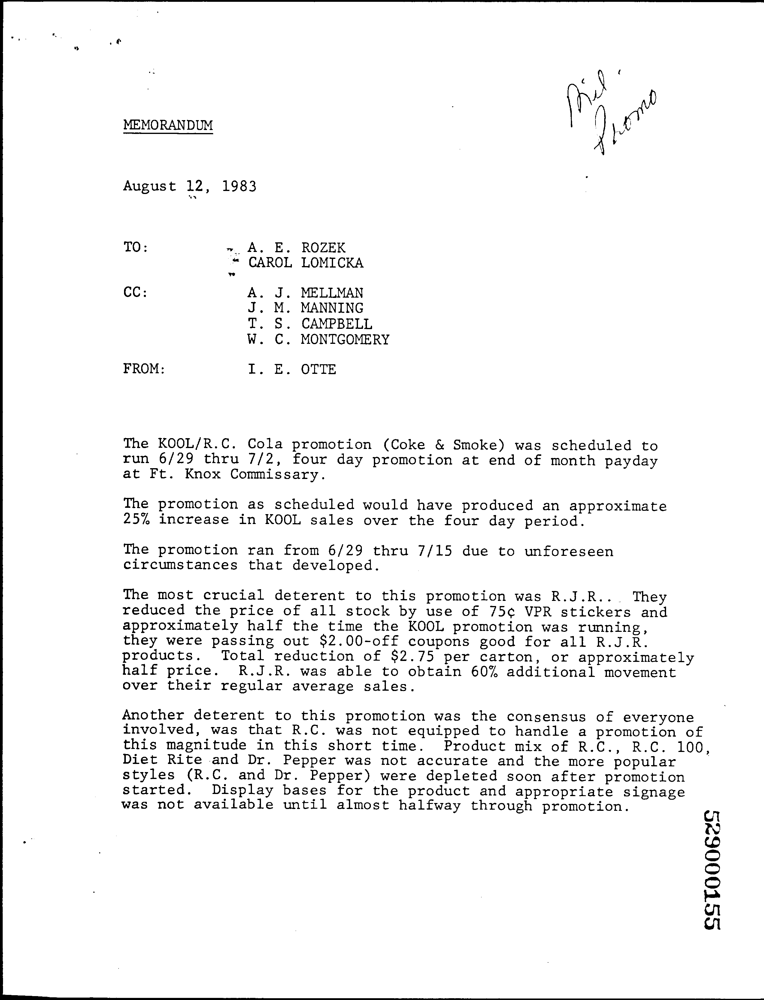 Mil.
Promo
MEMORANDUM
August 12, 1983
TO: A. E. ROZEK
CAROL LOMICKA
CC: A. J. MELLMAN
J. M. MANNING
T. S. CAMPBELL
W. C. MONTGOMERY
FROM: I. E. OTTE
The KOOL/R.C. Cola promotion (Coke & Smoke) was scheduled to
run 6/29 thru 7/2, four day promotion at end of month payday
at Ft. Knox Commissary.
The promotion as scheduled would have produced an approximate
25% increase in KOOL sales over the four day period.
The promotion ran from 6/29 thru 7/15 due to unforeseen
circumstances that developed.
The most crucial deterent to this promotion was R.J.R.. They
reduced the price of all stock by use of 75¢ VPR stickers and
approximately half the time the KOOL promotion was running,
they were passing out $2.00-off coupons good for all R.J.R.
products. Total reduction of $2.75 per carton, or approximately
half price. R.J.R. was able to obtain 60% additional movement
over their regular average sales.
Another deterent to this promotion was the consensus of everyone
involved, was that R.C. was not equipped to handle a promotion of
this magnitude in this short time. Product mix of R.C., R.C. 100,
Diet Rite and Dr. Pepper was not accurate and the more popular
styles (R.C. and Dr. Pepper) were depleted soon after promotion
started. Display bases for the product and appropriate signage
was not available until almost halfway through promotion.
529000155